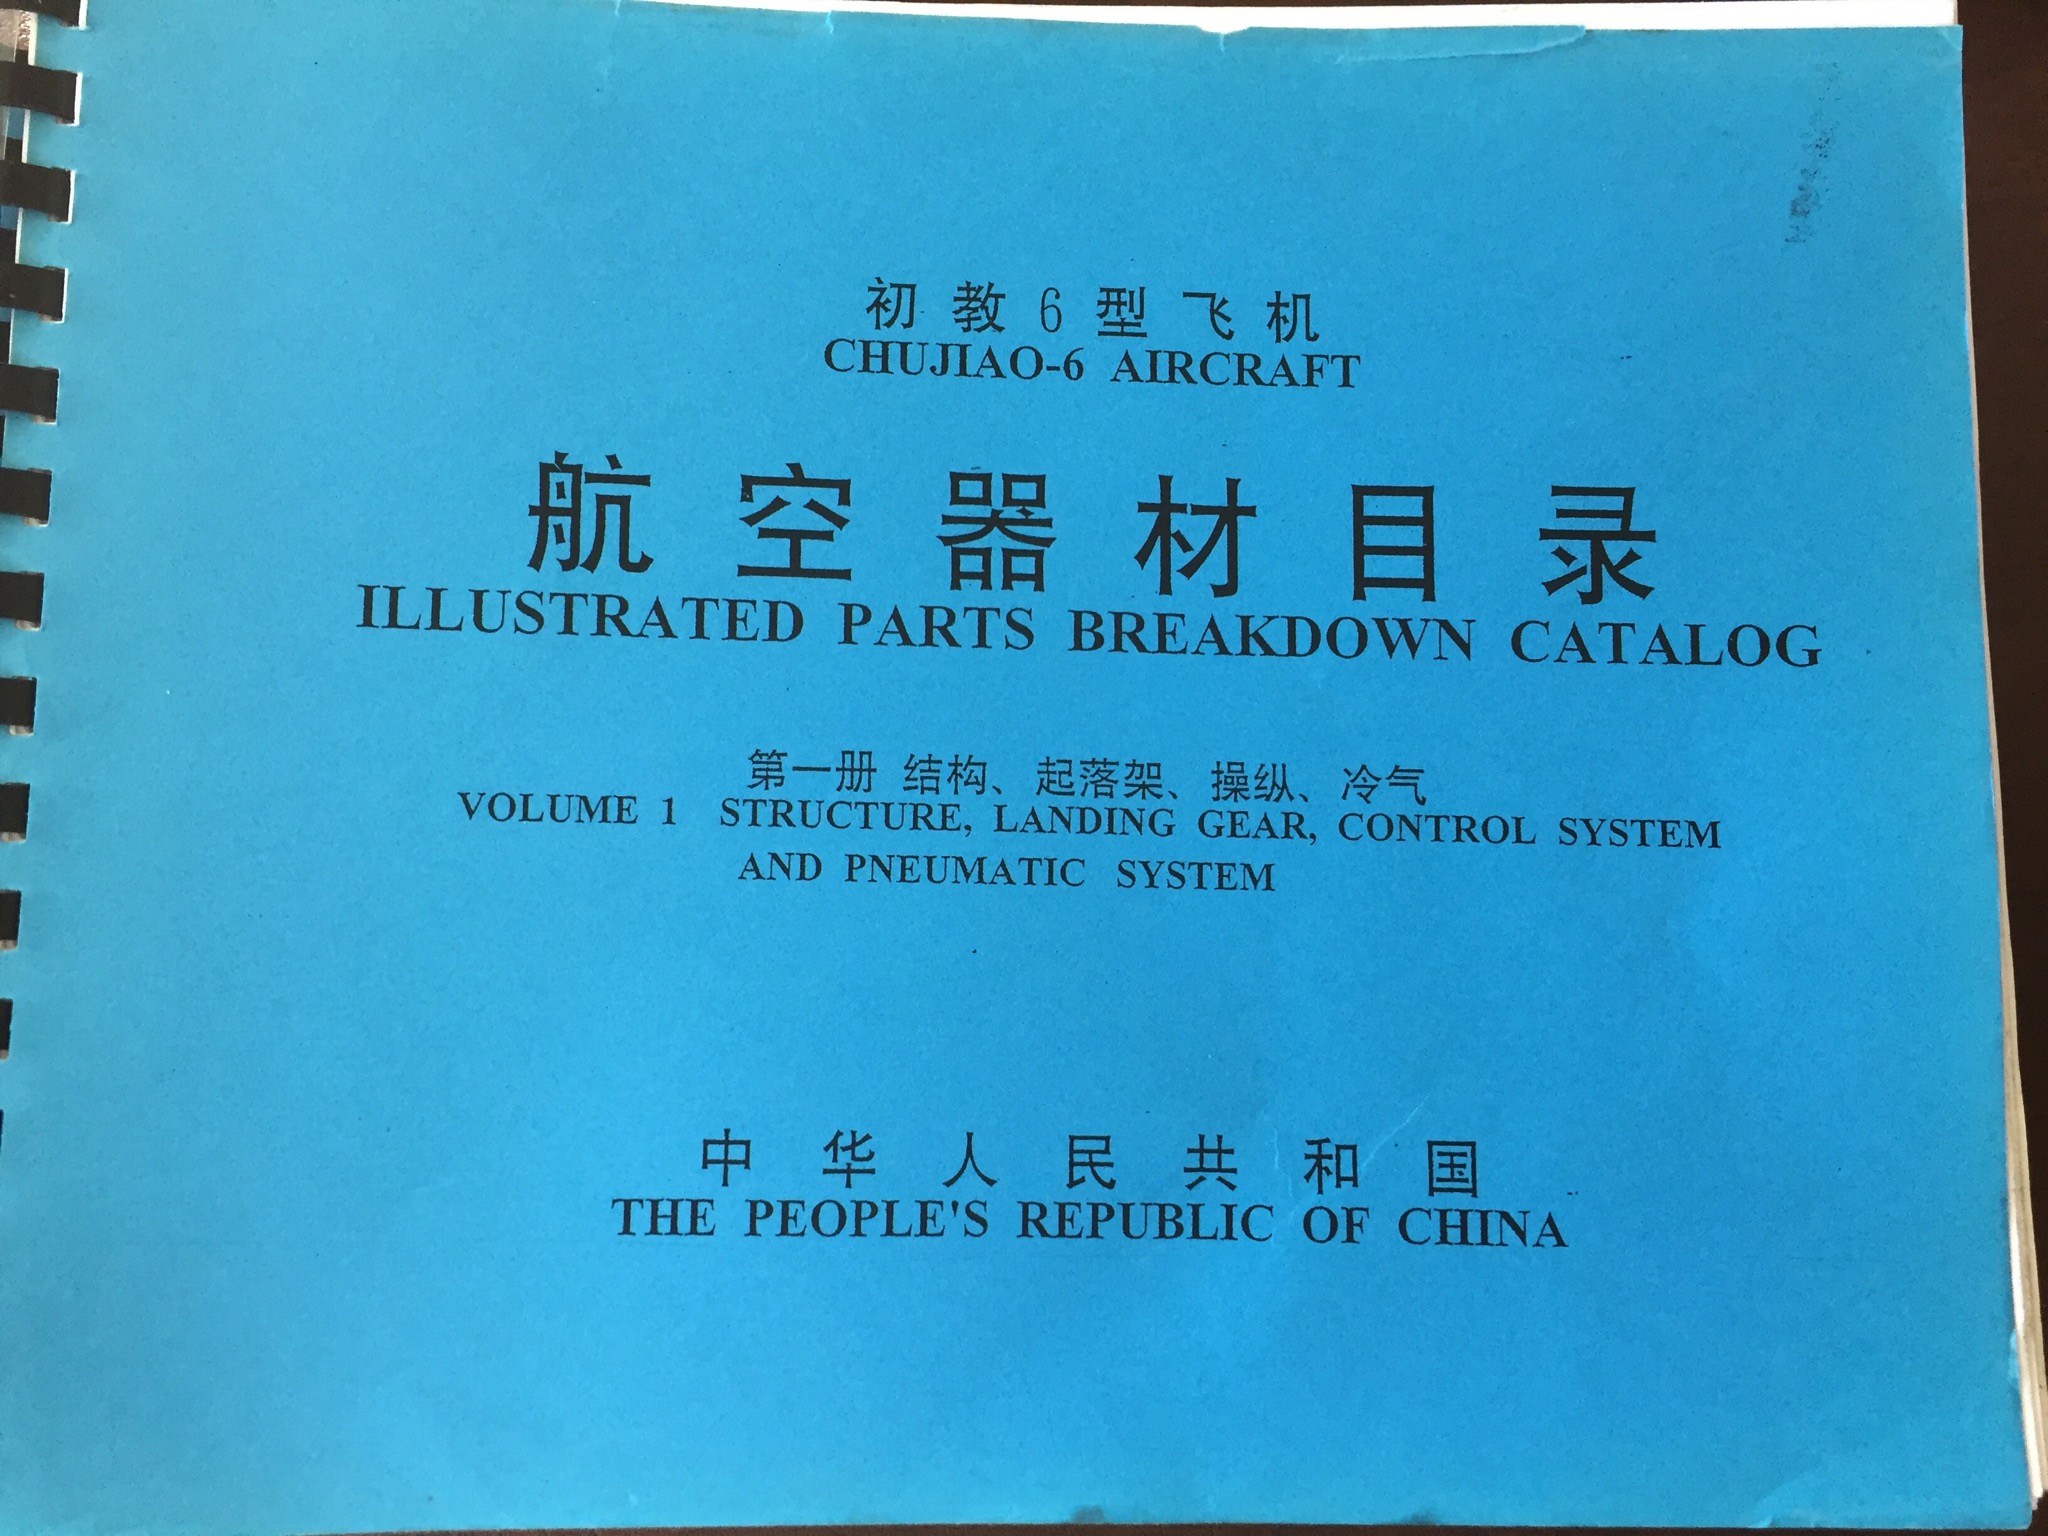 初教6型飞机
CHUJIAO-6 AIRCRAFT
航空器材目录
ILLUSTRATED PARTS BREAKDOWN CATALOG
第一册 结构、起落架、操纵、冷气
VOLUME 1 STRUCTURE, LANDING GEAR, CONTROL SYSTEM
AND PNEUMATIC SYSTEM
中华人民共和国
THE PEOPLE'S REPUBLIC OF CHINA